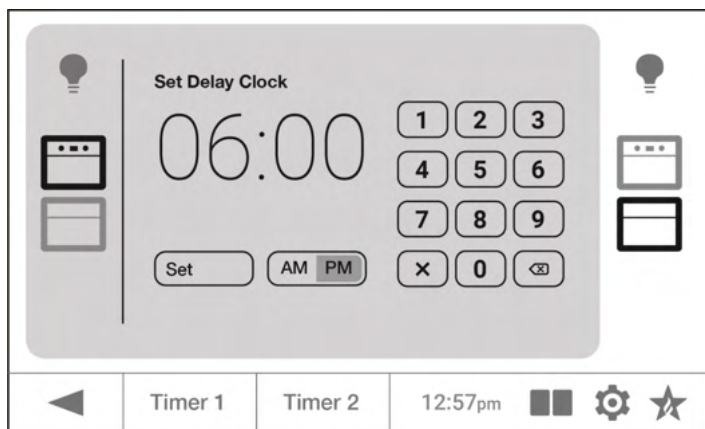 Set Delay Clock
06:00
1 2 3
4 5 6
7 8 9
Set AM PM × 0 ⌫
Timer 1 Timer 2 12:57pm